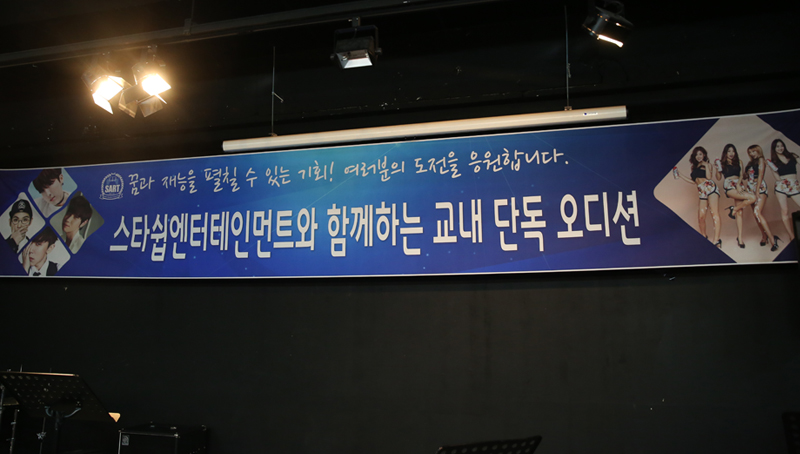 SART
꿈과 재능을 펼칠 수 있는 기회! 여러분의 도전을 응원합니다.
스타쉽엔터테인먼트와 함께하는 교내 단독 오디션